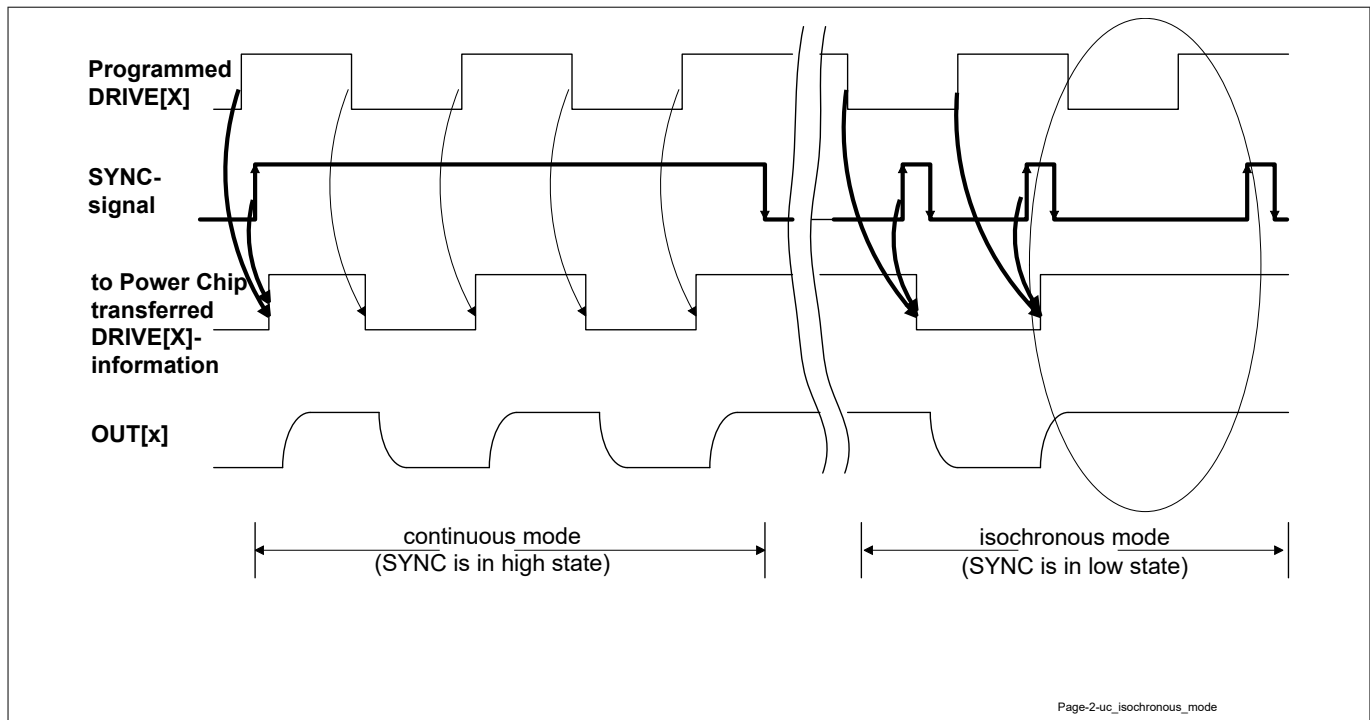 Programmed
DRIVE[X]
SYNC-
signal
to Power Chip
transferred
DRIVE[X]-
information
OUT[x]
continuous mode
(SYNC is in high state)
isochronous mode
(SYNC is in low state)
Page-2-uc_isochronous_mode